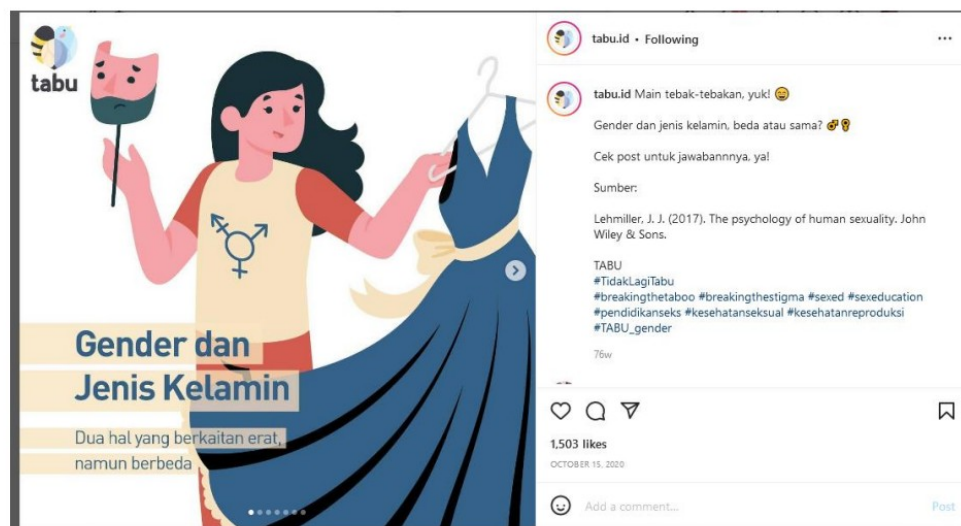 tabu
Gender dan
Jenis Kelamin
Dua hal yang berkaitan erat,
namun berbeda
tabu.id • Following
tabu.id Main tebak-tebakan, yuk! 😄
Gender dan jenis kelamin, beda atau sama?
Cek post untuk jawabannnya, ya!
Sumber:
Lehmiller, J. J. (2017). The psychology of human sexuality. John
Wiley & Sons.
TABU
#TidakLagiTabu
#breakingthetaboo #breakingthestigma #sexed #sexeducation
#pendidikanseks #kesehatanseksual #kesehatanreproduksi
#TABU_gender
76w
1,503 likes
OCTOBER 15, 2020
Add a comment...
Post